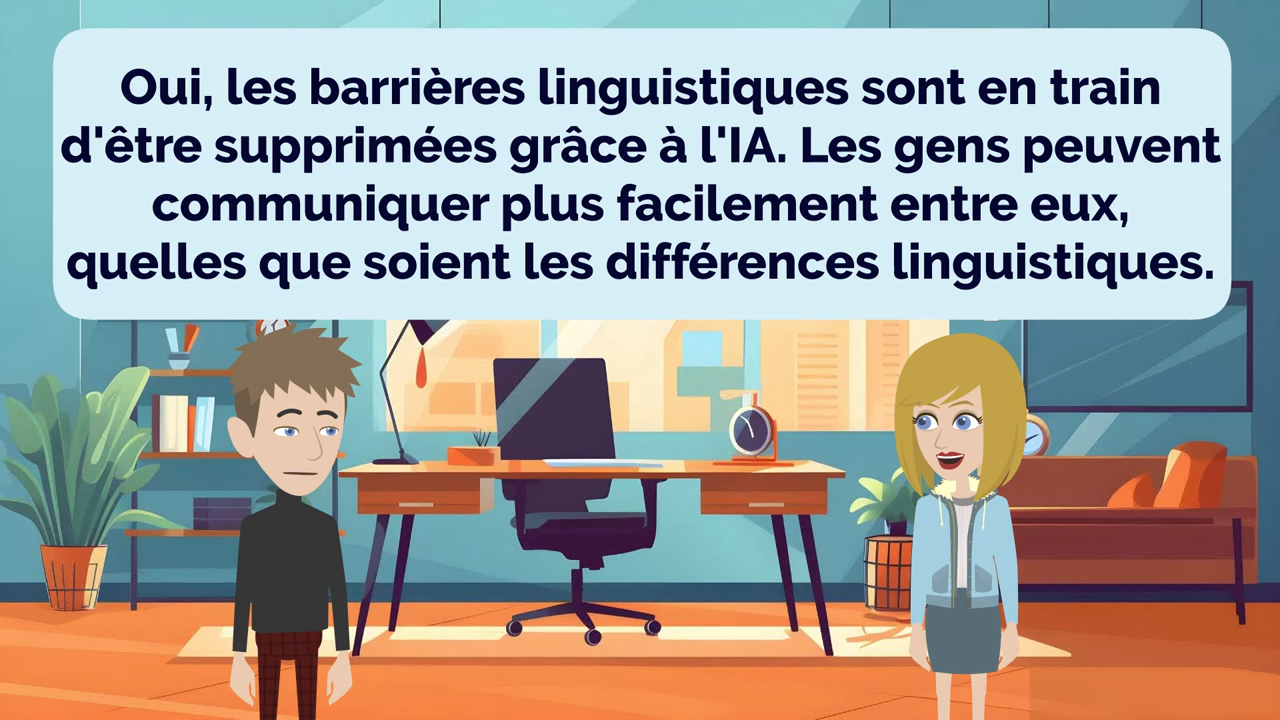 Oui, les barrières linguistiques sont en train
d'être supprimées grâce à l'IA. Les gens peuvent
communiquer plus facilement entre eux,
quelles que soient les différences linguistiques.